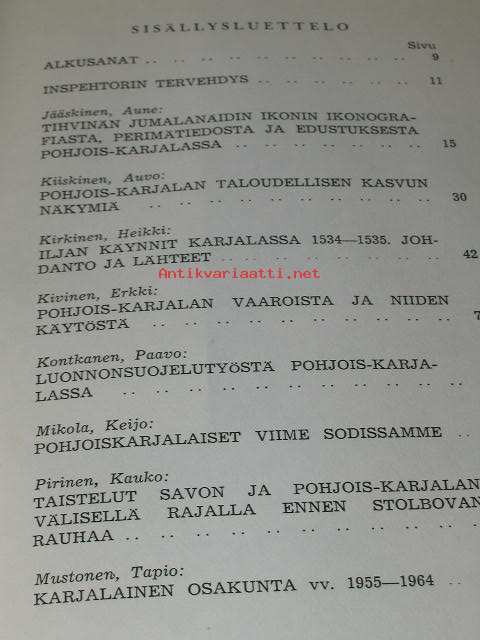 SISÄLLYSLUETTELO
Sivu
ALKUSANAT .. .. .. .. .. .. .. .. .. .. 9
INSPEHTORIN TERVEHDYS .. .. .. .. .. .. 11
Jääskinen, Aune:
TIHVINÄN JUMALANAIDIN IKONIN IKONOGRA-
FIASTA, PERIMÄTIEDOSTA JA EDUSTUKSESTA
POHJOIS-KARJALASSA .. .. .. .. .. .. .. 15
Kiiskinen, Auvo:
POHJOIS-KARJALAN TALOUDELLISEN KASVUN
NÄKYMIÄ .. .. .. .. .. .. .. .. .. 30
Kirkinen, Heikki:
ILJAN KÄYNNIT KARJALASSA 1534—1535. JOH-
DANTO JA LÄHTEET .. .. .. .. .. .. .. 42
Antikvariaatti.net
Kivinen, Erkki:
POHJOIS-KARJALAN VAAROISTA JA NIIDEN
KÄYTÖSTÄ .. .. .. .. .. .. .. .. ..
Kontkanen, Paavo:
LUONNONSUOJELUTYÖSTÄ POHJOIS-KARJA-
LASSA .. .. .. .. .. .. .. .. ..
Mikola, Keijo:
POHJOISKARJALAISET VIIME SODISSAMME ..
Pirinen, Kauko:
TAISTELUT SAVON JA POHJOIS-KARJALAN
VÄLISELLÄ RAJALLA ENNEN STOLBOVAN
RAUHAA .. .. .. .. .. .. .. .. ..
Mustonen, Tapio:
KARJALAINEN OSAKUNTA vv. 1955—1964 ..